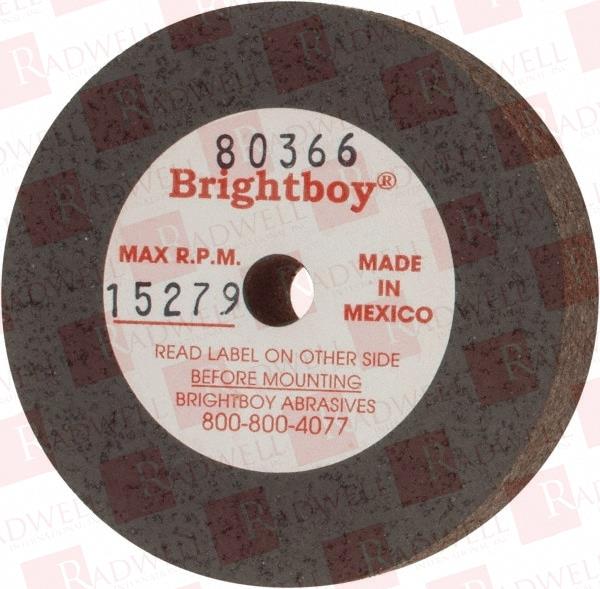 80366
Brightboy®
MAX R.P.M.
15279
MADE
IN
MEXICO
READ LABEL ON OTHER SIDE
BEFORE MOUNTING
BRIGHTBOY ABRASIVES
800-800-4077
RADWELL